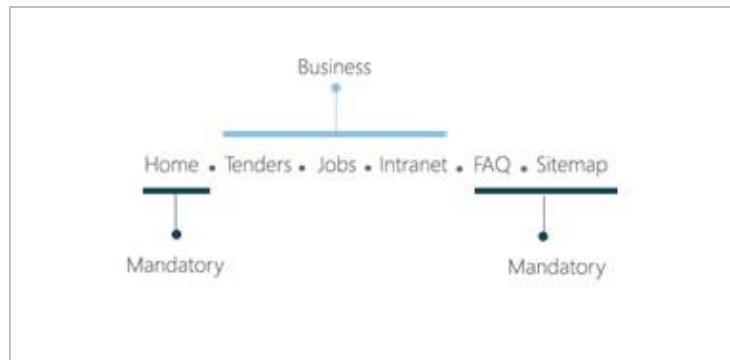 Business
Home • Tenders • Jobs • Intranet • FAQ • Sitemap
Mandatory
Mandatory